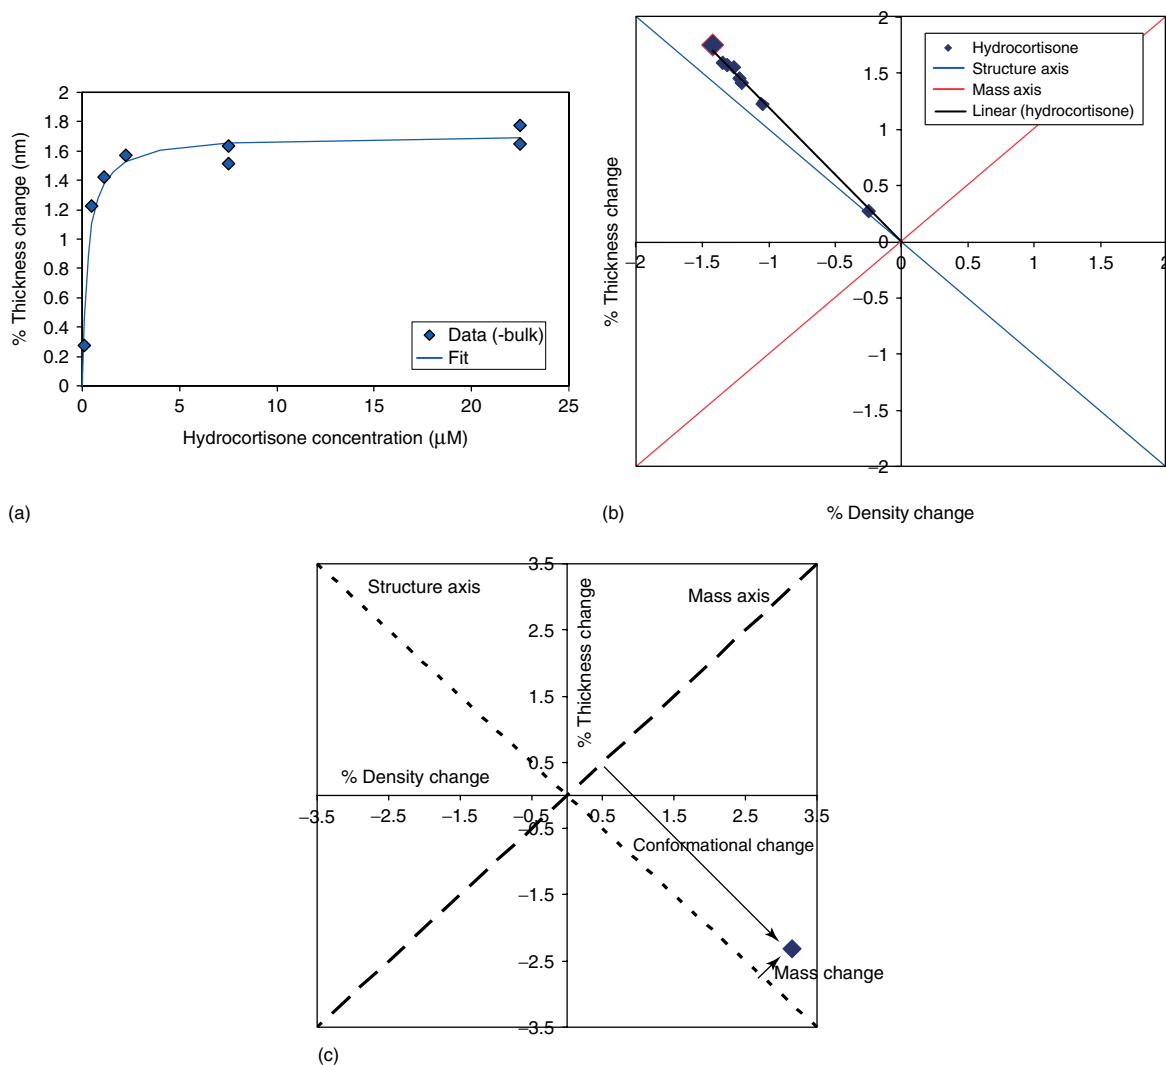 % Thickness change (nm)
2
1.8
1.6
1.4
1.2
1
0.8
0.6
0.4
0.2
0
Data (-bulk)
Fit
0 5 10 15 20 25
Hydrocortisone concentration (μM)
(a)
% Thickness change
2
1.5
1
0.5
0
−0.5
−1
−1.5
−2
Hydrocortisone
Structure axis
Mass axis
Linear (hydrocortisone)
−2 −1.5 −1 −0.5 0 0.5 1 1.5 2
(b)
% Density change
3.5
2.5
1.5
0.5
−0.5
−1.5
−2.5
−3.5
Structure axis
% Thickness change
Mass axis
% Density change
−3.5 −2.5 −1.5 −0.5 0.5 1.5 2.5 3.5
Conformational change
Mass change
(c)